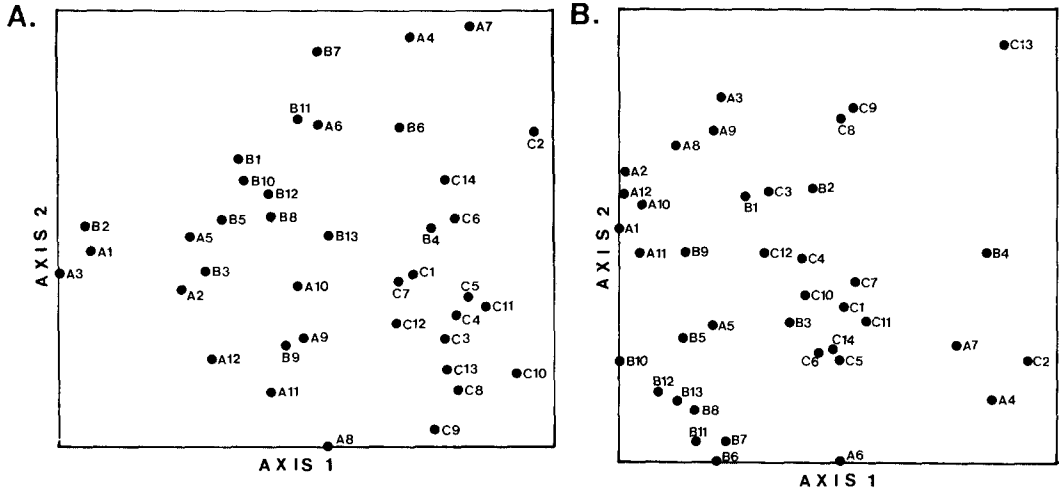 A.
A7
A4
B7
B11
A6
B6
C2
B1
B10
B12
C14
B8
C6
B5
B4
B2
A5
B13
A1
A3
B3
C1
A2
A10
C7
C5
C11
C4
C12
A9
C3
B9
A12
C13
C10
A11
C8
C9
A8
AXIS 2
AXIS 1
B.
C13
A3
C9
A9
C8
A8
A2
A12
C3
B2
A10
B1
A1
A11
B9
C12
C4
B4
C7
C10
C1
A5
B3
C11
B5
C14
A7
C6
C5
B10
C2
B12
B13
A4
B8
B11
B7
B6
A6
AXIS 2
AXIS 1